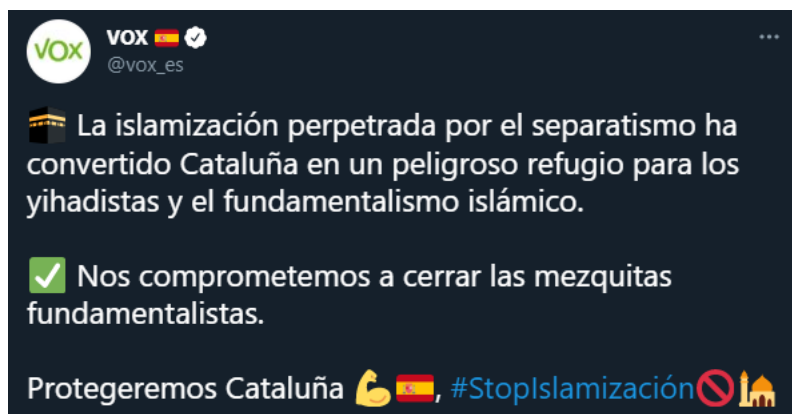 VOX
VOX 🇪🇸
@vox_es
🕋 La islamización perpetrada por el separatismo ha
convertido Cataluña en un peligroso refugio para los
yihadistas y el fundamentalismo islámico.
✅ Nos comprometemos a cerrar las mezquitas
fundamentalistas.
Protegeremos Cataluña 💪🇪🇸, #StopIslamización🚫🕌